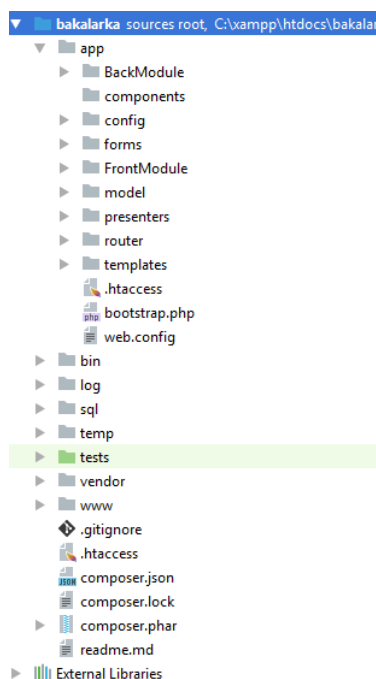 bakalarka sources root, C:\xampp\htdocs\bakalar
app
BackModule
components
config
forms
FrontModule
model
presenters
router
templates
.htaccess
php bootstrap.php
web.config
bin
log
sql
temp
tests
vendor
www
.gitignore
.htaccess
JSON composer.json
composer.lock
composer.phar
readme.md
External Libraries